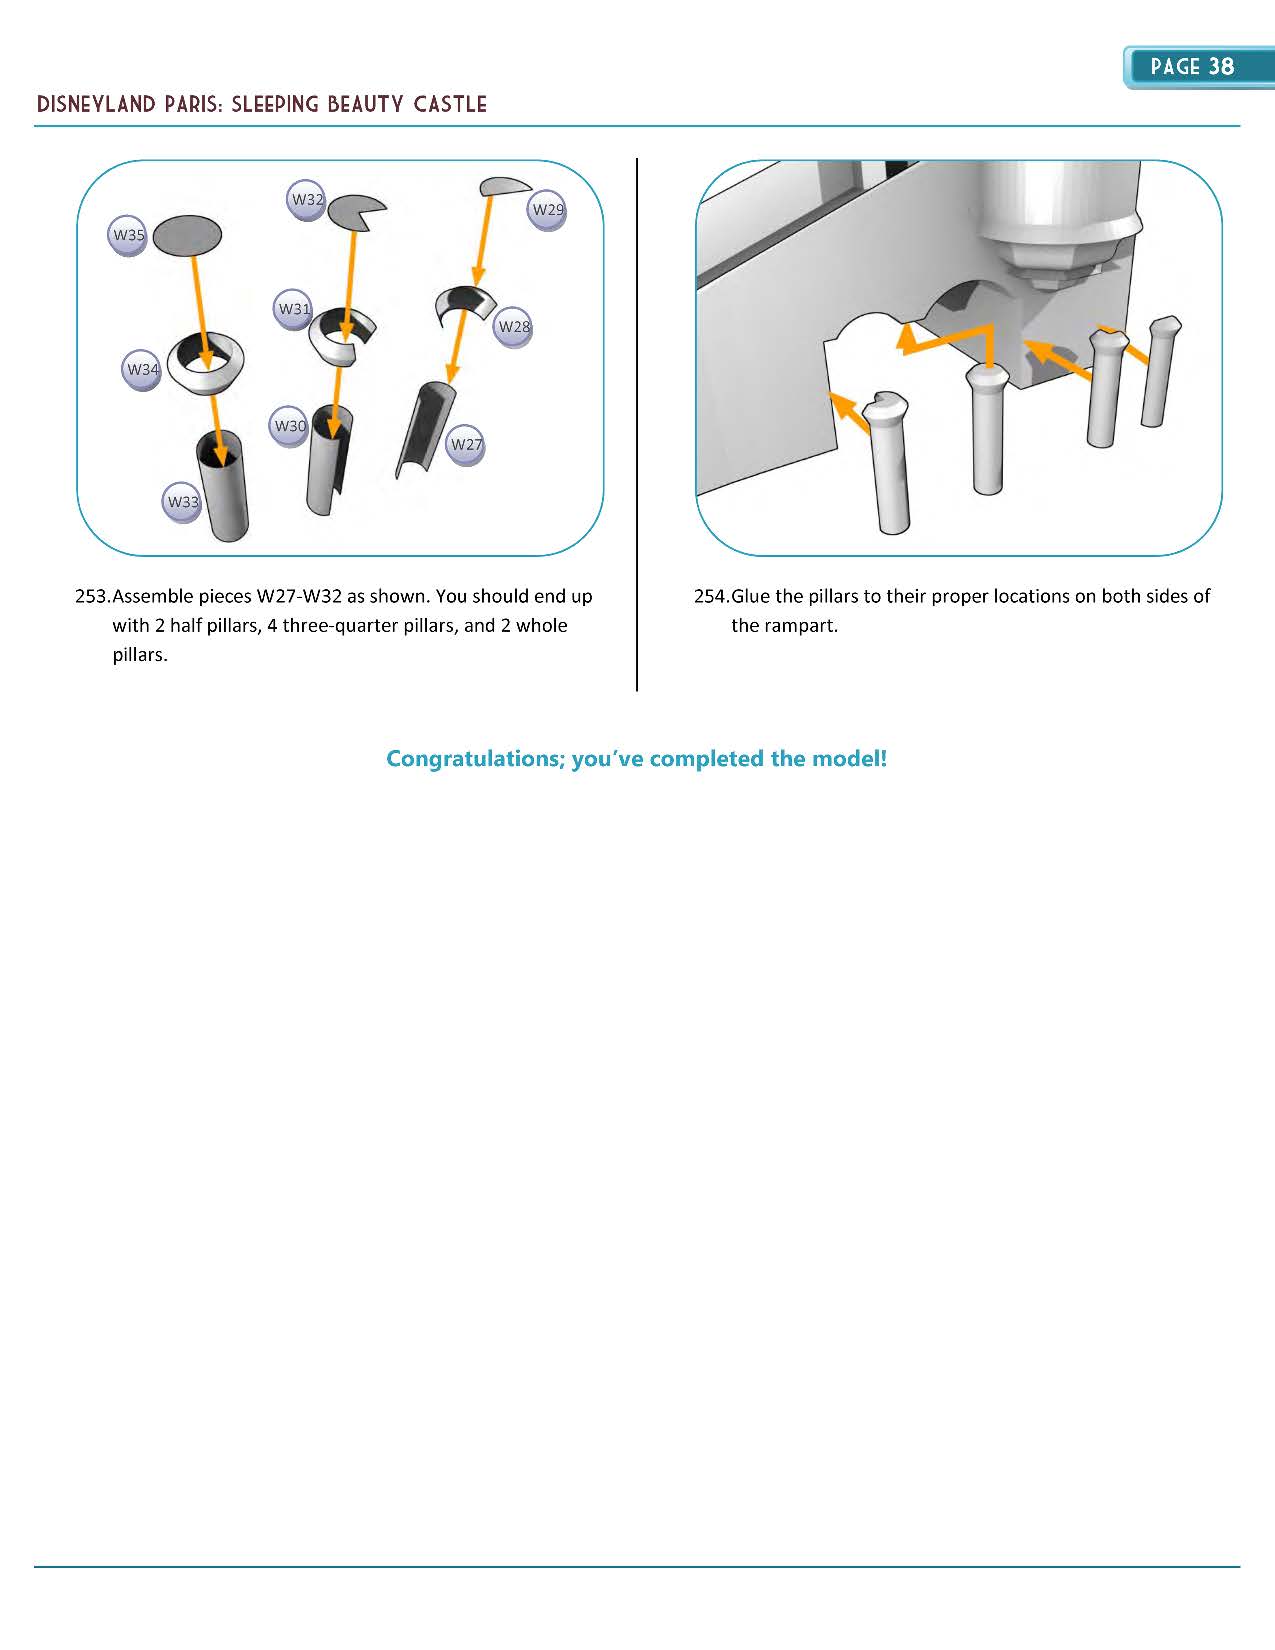 PAGE 38
DISNEYLAND PARIS: SLEEPING BEAUTY CASTLE
W35
W32
W29
W31
W28
W34
W30
W27
W33
253.Assemble pieces W27-W32 as shown. You should end up
with 2 half pillars, 4 three-quarter pillars, and 2 whole
pillars.
254.Glue the pillars to their proper locations on both sides of
the rampart.
Congratulations; you’ve completed the model!